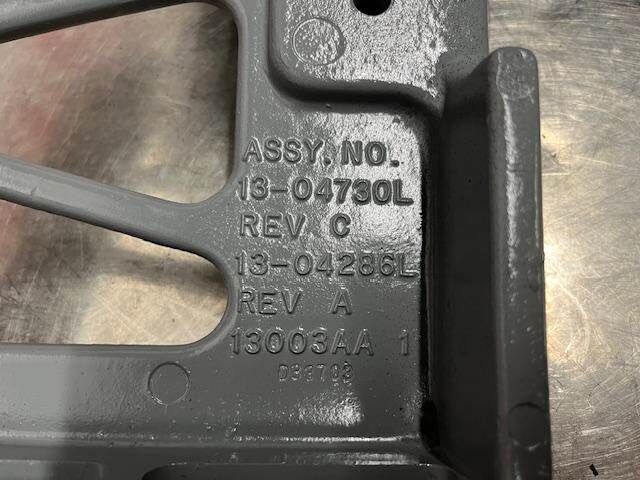 ASSY. NO.
13-04730L
REV C
13-04286L
REV A
13003AA 1